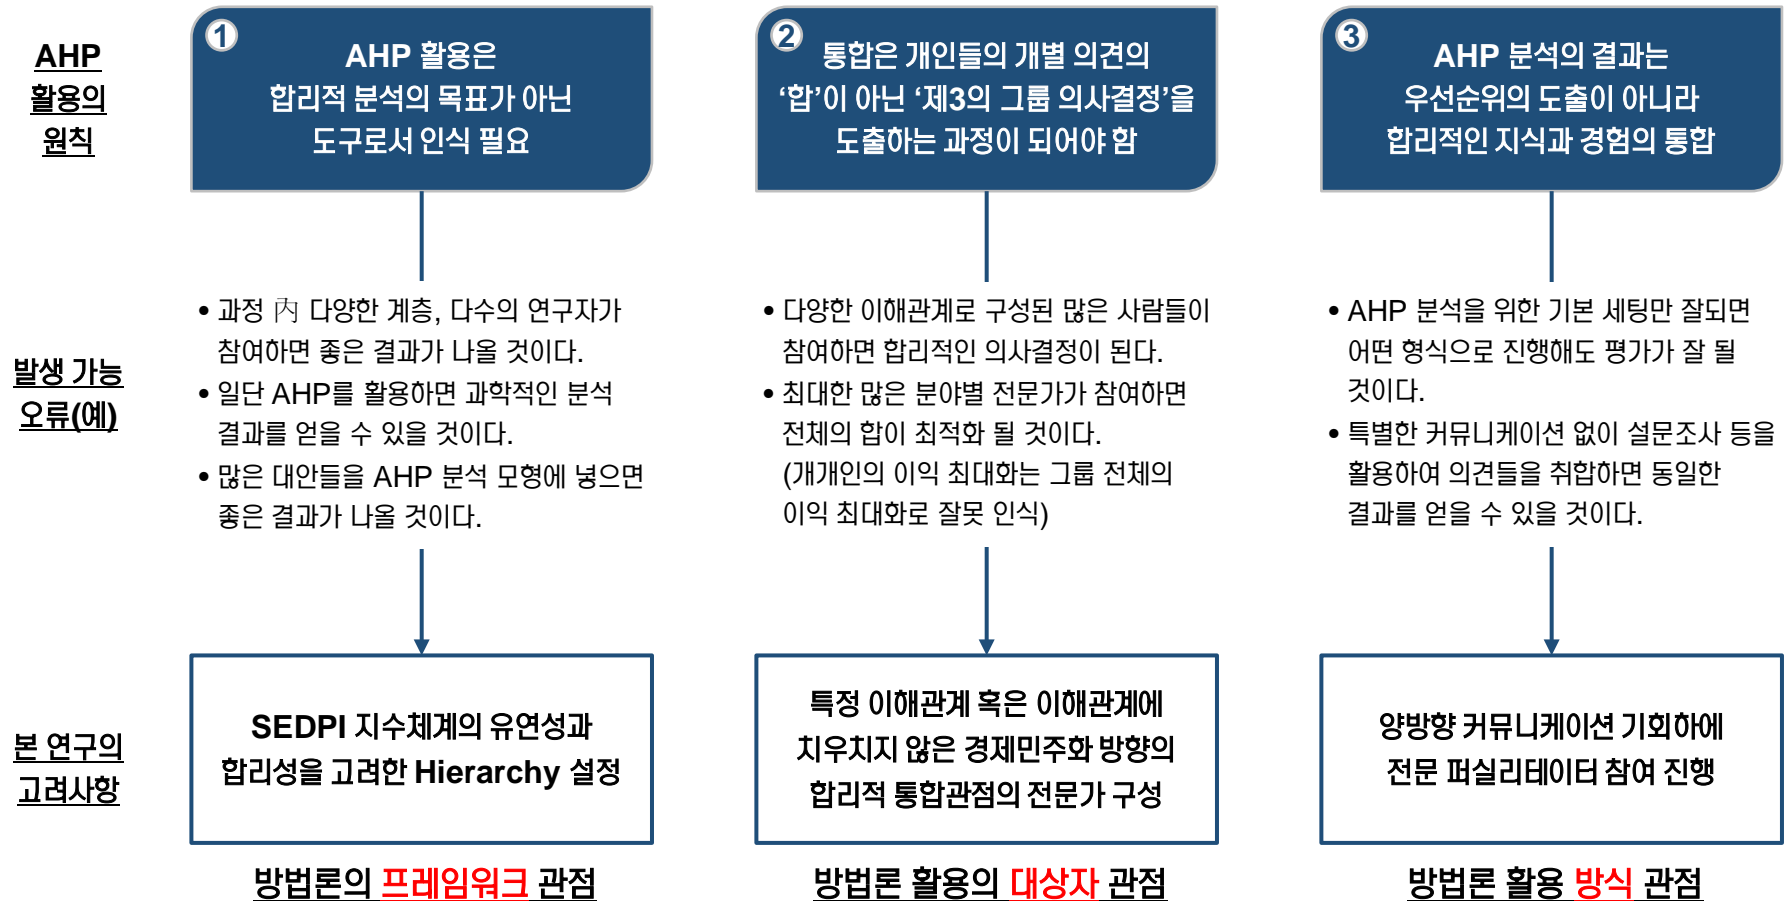 AHP
활용의
원칙
1
AHP 활용은
합리적 분석의 목표가 아닌
도구로서 인식 필요
2
통합은 개인들의 개별 의견의
‘합’이 아닌 ‘제3의 그룹 의사결정’을
도출하는 과정이 되어야 함
3
AHP 분석의 결과는
우선순위의 도출이 아니라
합리적인 지식과 경험의 통합
발생 가능
오류(예)
• 과정 內 다양한 계층, 다수의 연구자가
참여하면 좋은 결과가 나올 것이다.
• 일단 AHP를 활용하면 과학적인 분석
결과를 얻을 수 있을 것이다.
• 많은 대안들을 AHP 분석 모형에 넣으면
좋은 결과가 나올 것이다.
• 다양한 이해관계로 구성된 많은 사람들이
참여하면 합리적인 의사결정이 된다.
• 최대한 많은 분야별 전문가가 참여하면
전체의 합이 최적화 될 것이다.
(개개인의 이익 최대화는 그룹 전체의
이익 최대화로 잘못 인식)
• AHP 분석을 위한 기본 세팅만 잘되면
어떤 형식으로 진행해도 평가가 잘 될
것이다.
• 특별한 커뮤니케이션 없이 설문조사 등을
활용하여 의견들을 취합하면 동일한
결과를 얻을 수 있을 것이다.
본 연구의
고려사항
SEDPI 지수체계의 유연성과
합리성을 고려한 Hierarchy 설정
특정 이해관계 혹은 이해관계에
치우치지 않은 경제민주화 방향의
합리적 통합관점의 전문가 구성
양방향 커뮤니케이션 기회하에
전문 퍼실리테이터 참여 진행
방법론의 프레임워크 관점
방법론 활용의 대상자 관점
방법론 활용 방식 관점